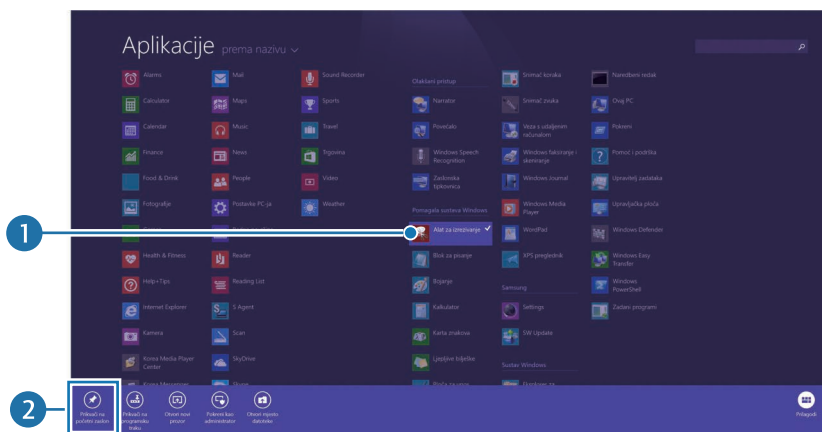 Aplikacije prema nazivu
Alarms
Calculator
Calendar
Finance
Food & Drink
Fotografije
Health & Fitness
Help+Tips
Internet Explorer
Kamera
Korea Media Player
Center
Mail
Maps
Music
News
People
Postavke PC-ja
Reader
Reading List
S Agent
Scan
SkyDrive
Skype
Sound Recorder
Sports
Travel
Trgovina
Video
Weather
Olakšani pristup
Narrator
Povećalo
Windows Speech
Recognition
Zaslonska
tipkovnica
Pomagala sustava Windows
1
Alat za izrezivanje
Blok za pisanje
Bojanje
Kalkulator
Karta znakova
Ljepljive bilješke
Snimač koraka
Snimač zvuka
Veza s udaljenim
računalom
Windows faksiranje i
skeniranje
Windows Journal
Windows Media
Player
WordPad
XPS preglednik
Samsung
Settings
SW Update
Sustav Windows
Naredbeni redak
Ovaj PC
Pokreni
Pomoć i podrška
Upravitelj zadataka
Upravljačka ploča
Windows Defender
Windows Easy
Transfer
Windows
PowerShell
Zadani programi
2
Prikvači na
početni zaslon
Prikvači na
programsku
traku
Otvori novi
prozor
Pokreni kao
administrator
Otvori mjesto
datoteke
Prilagodi